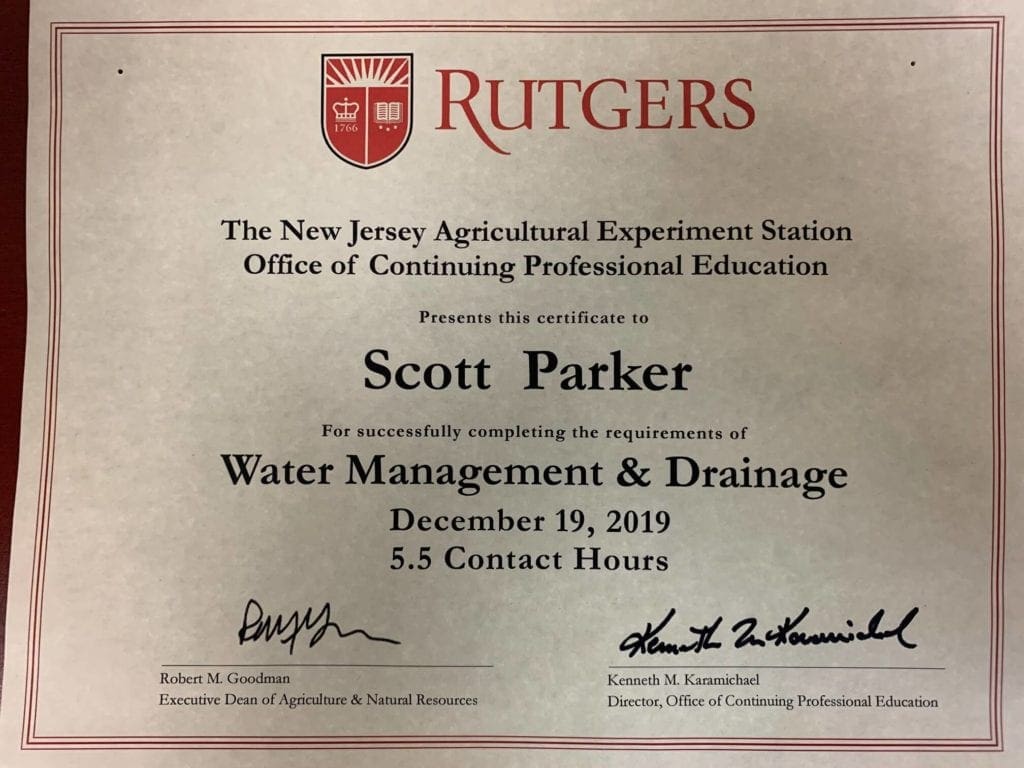 1766
RUTGERS
The New Jersey Agricultural Experiment Station
Office of Continuing Professional Education
Presents this certificate to
Scott Parker
For successfully completing the requirements of
Water Management & Drainage
December 19, 2019
5.5 Contact Hours
Robert M. Goodman
Executive Dean of Agriculture & Natural Resources
Kenneth M. Karamichael
Kenneth M. Karamichael
Director, Office of Continuing Professional Education